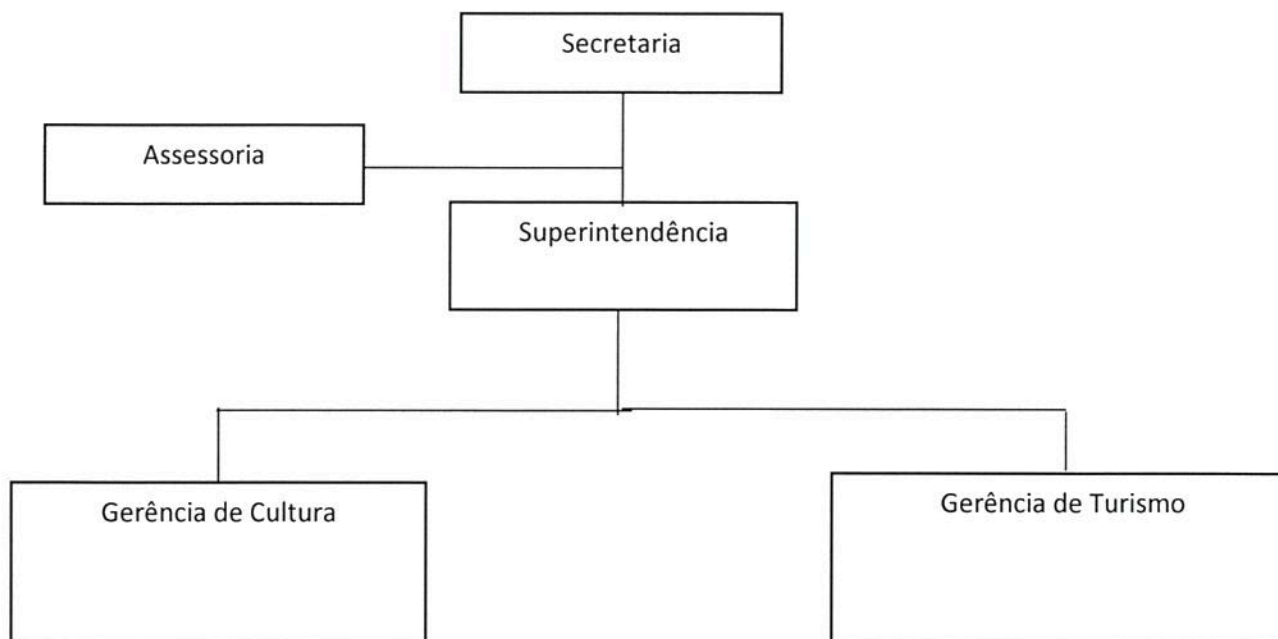 Secretaria
Assessoria
Superintendência
Gerência de Cultura
Gerência de Turismo